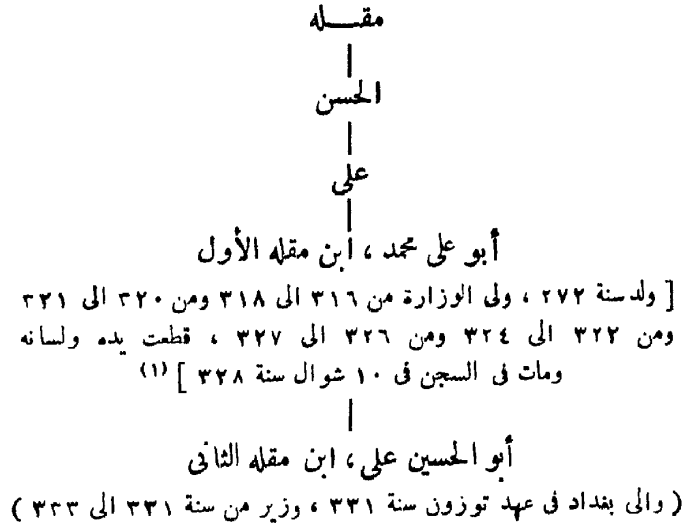 مقـــله
الحسن
علي
أبو على محمد ، ابن مقله الأول
[ ولد سنة ٢٧٢ ، ولى الوزارة من ٣١٦ الى ٣١٨ ومن ٣٢٠ الى ٣٢١
ومن ٣٢٢ الى ٣٢٤ ومن ٣٢٦ الى ٣٢٧ ، قطعت يده ولسانه
ومات فى السجن فى ١٠ شوال سنة ٣٢٨ ] (١)
أبو الحسين علي ، ابن مقله الثانى
( والى بغداد فى عهد توزون سنة ٣٣١ ، وزير من سنة ٣٣١ الى ٣٣٣ )